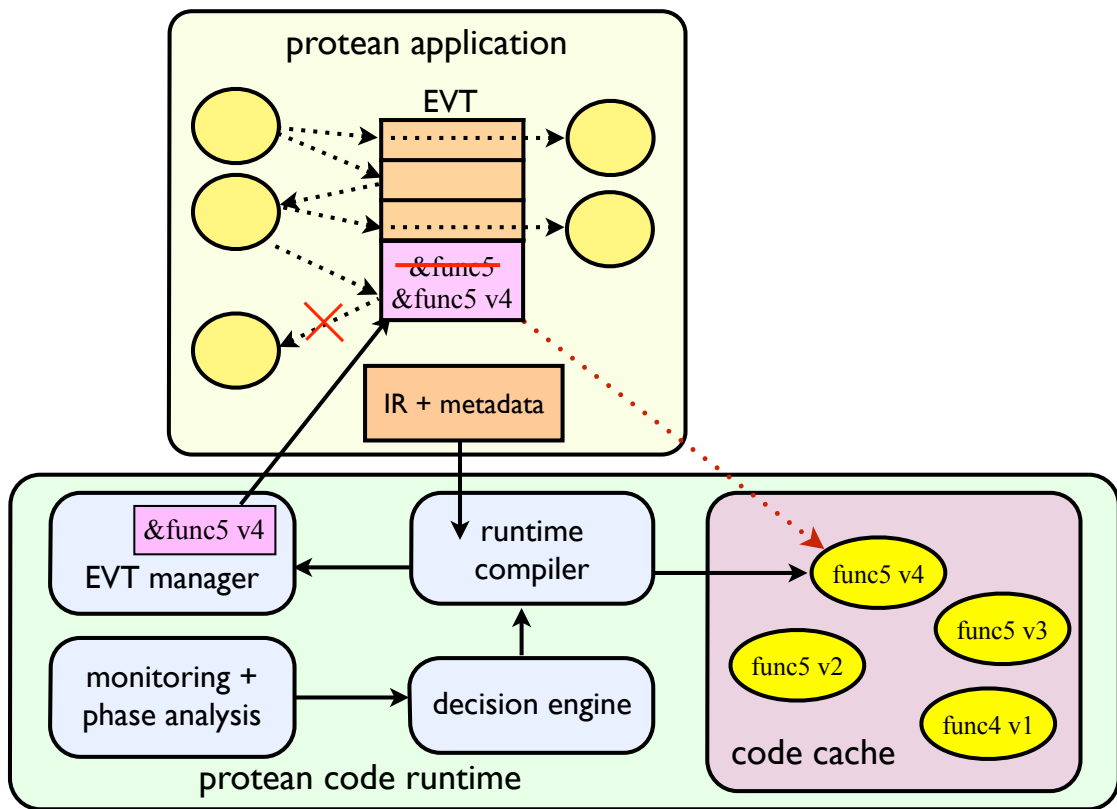 protean application
EVT
&func5
&func5 v4
IR + metadata
&func5 v4
EVT manager
runtime
compiler
func5 v4
func5 v3
func5 v2
func4 v1
monitoring +
phase analysis
decision engine
code cache
protean code runtime